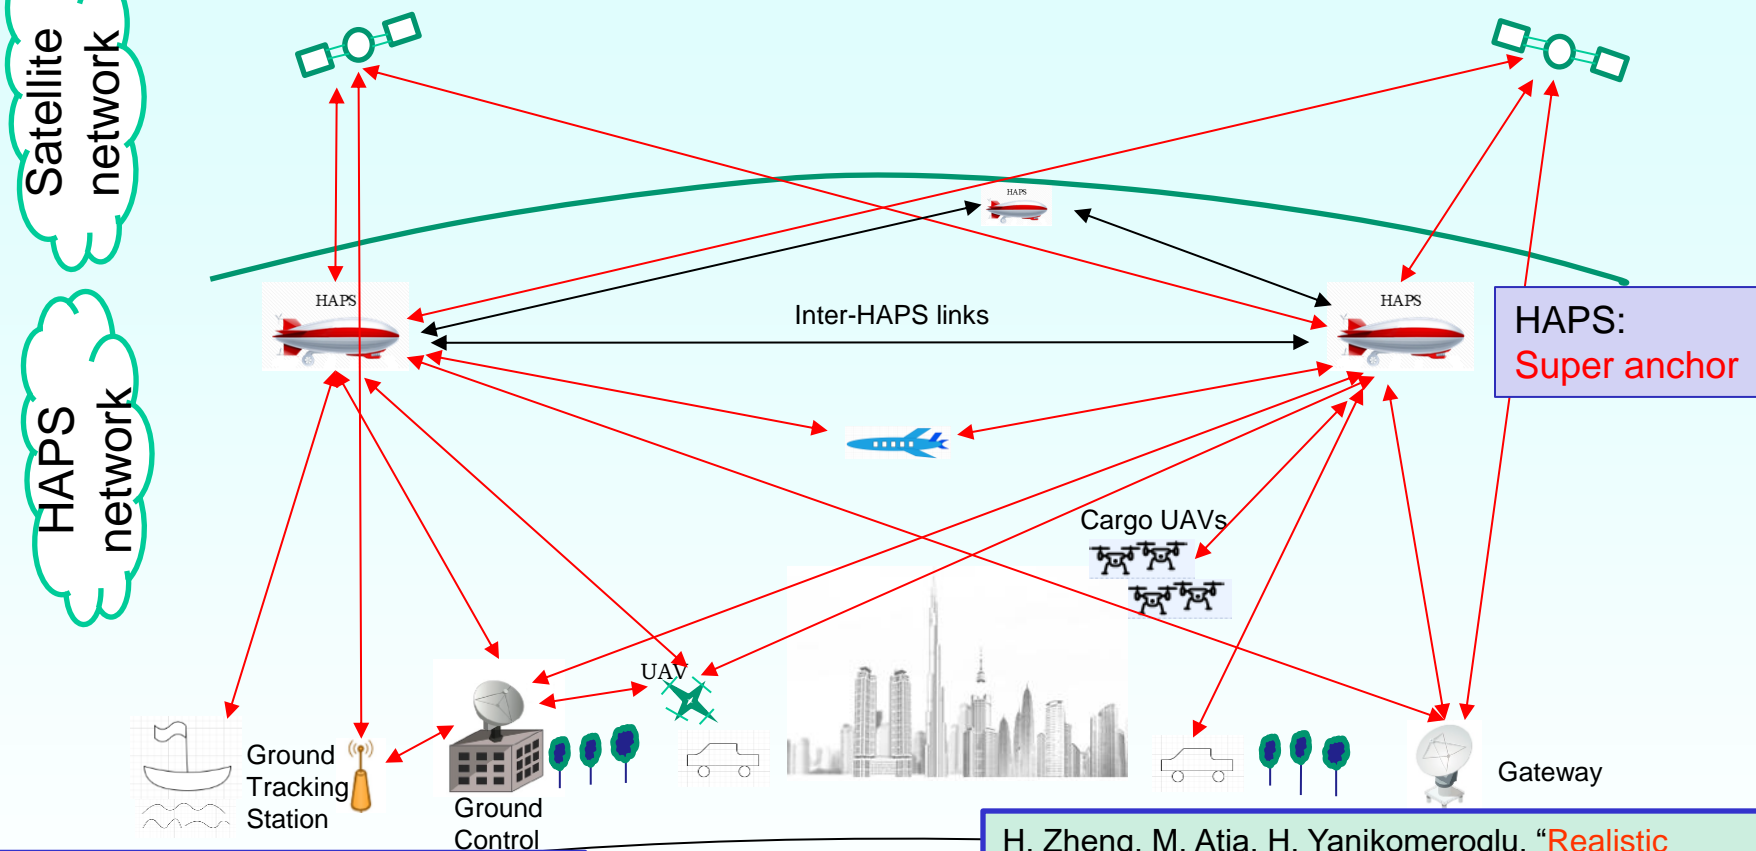 Satellite
network
HAPS
HAPS
HAPS
Inter-HAPS links
HAPS:
Super anchor
HAPS
network
Cargo UAVs
UAV
Ground
Tracking
Station
Ground
Control
Gateway
H. Zheng, M. Atia, H. Yanikomeroglu, “Realistic